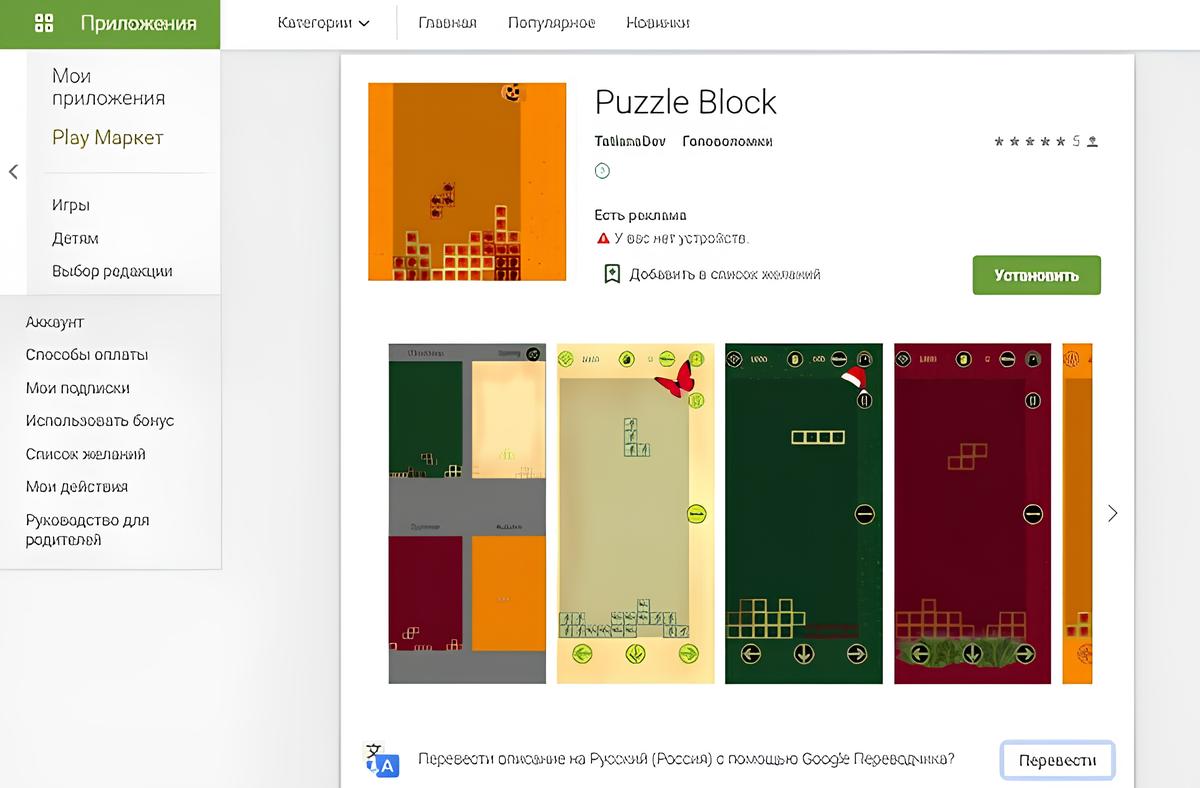 Приложения
Категории
Главная
Популярное
Новинки
Мои
приложения
Play Маркет
Игры
Детям
Выбор редакции
Аккаунт
Способы оплаты
Мои подписки
Использовать бонус
Список желаний
Мои действия
Руководство для
родителей
Puzzle Block
TatianaDev Головоломки
5
3
Есть реклама
У вас нет устройств.
Добавить в список желаний
Установить
Перевести описание на Русский (Россия) с помощью Google Переводчика?
Перевести